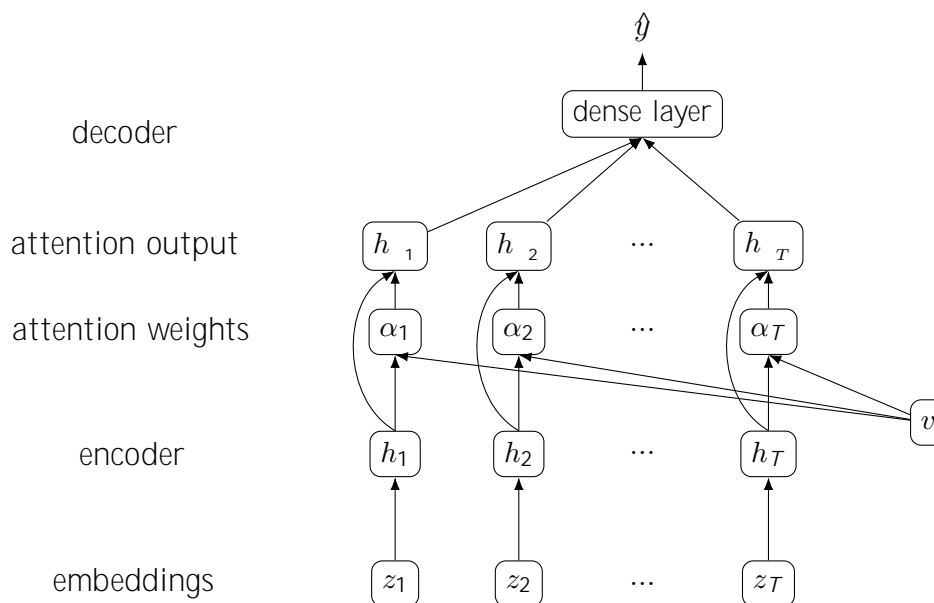 ŷ
decoder dense layer
attention output h 1 h 2 ... h T
attention weights α1 α2 ... αT
v
encoder h1 h2 ... hT
embeddings z1 z2 ... zT